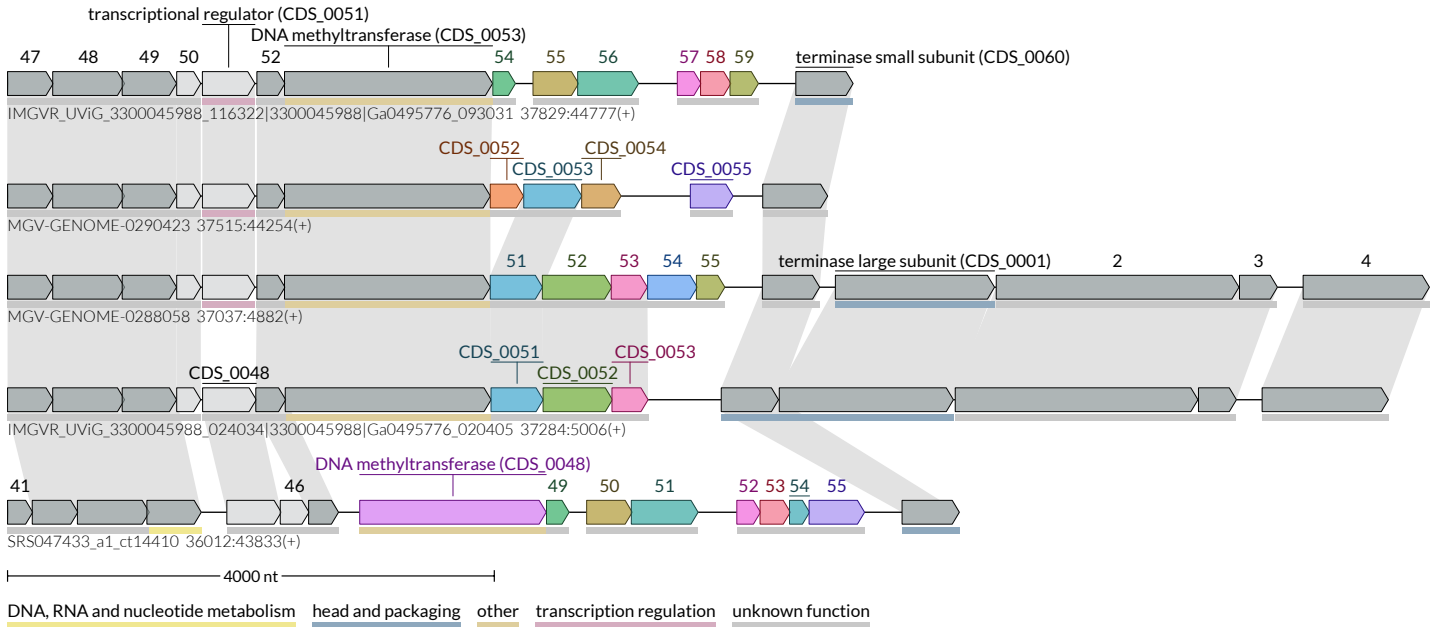 transcriptional regulator (CDS_0051)
DNA methyltransferase (CDS_0053)
47 48 49 50 52 54 55 56 57 58 59 terminase small subunit (CDS_0060)
IMGVR_UViG_3300045988_116322|3300045988|Ga0495776_093031 37829:44777(+)
CDS_0052 CDS_0054
CDS_0053 CDS_0055
MGV-GENOME-0290423 37515:44254(+)
51 52 53 54 55 terminase large subunit (CDS_0001) 2 3 4
MGV-GENOME-0288058 37037:4882(+)
CDS_0051 CDS_0053
CDS_0048 CDS_0052
IMGVR_UViG_3300045988_024034|3300045988|Ga0495776_020405 37284:5006(+)
DNA methyltransferase (CDS_0048)
41 46 49 50 51 52 53 54 55
SRS047433_a1_ct14410 36012:43833(+)
4000 nt
DNA, RNA and nucleotide metabolism head and packaging other transcription regulation unknown function